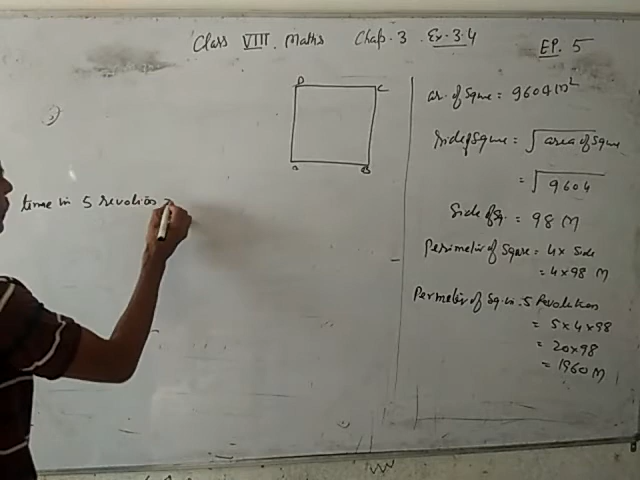 Class VIII Maths Chap. 3 Ex. 3.4
EP. 5
D C
B
time in 5 revolution =
ar. of Squre = 9604 m²
Side of Squre = √area of Squre
= √9604
Side of Sq. = 98 M
Perimeter of Sqare = 4 × Side
= 4 × 98 M
Permeter of Sq. in 5 Revolution
= 5 × 4 × 98
= 20 × 98
= 1960 M